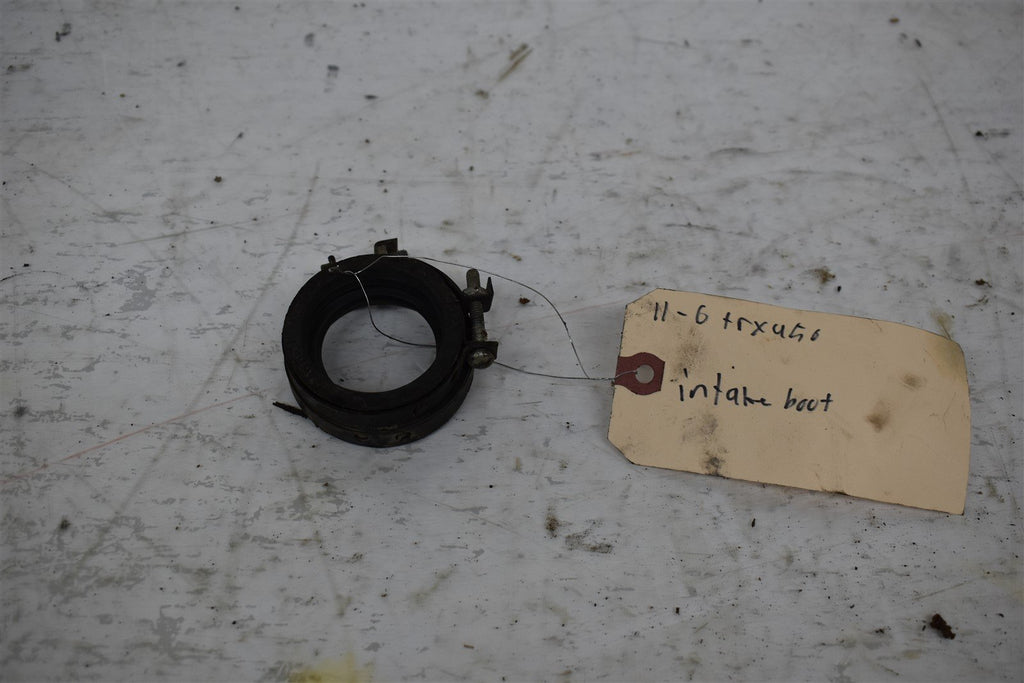 11-6 trx450
intake boot